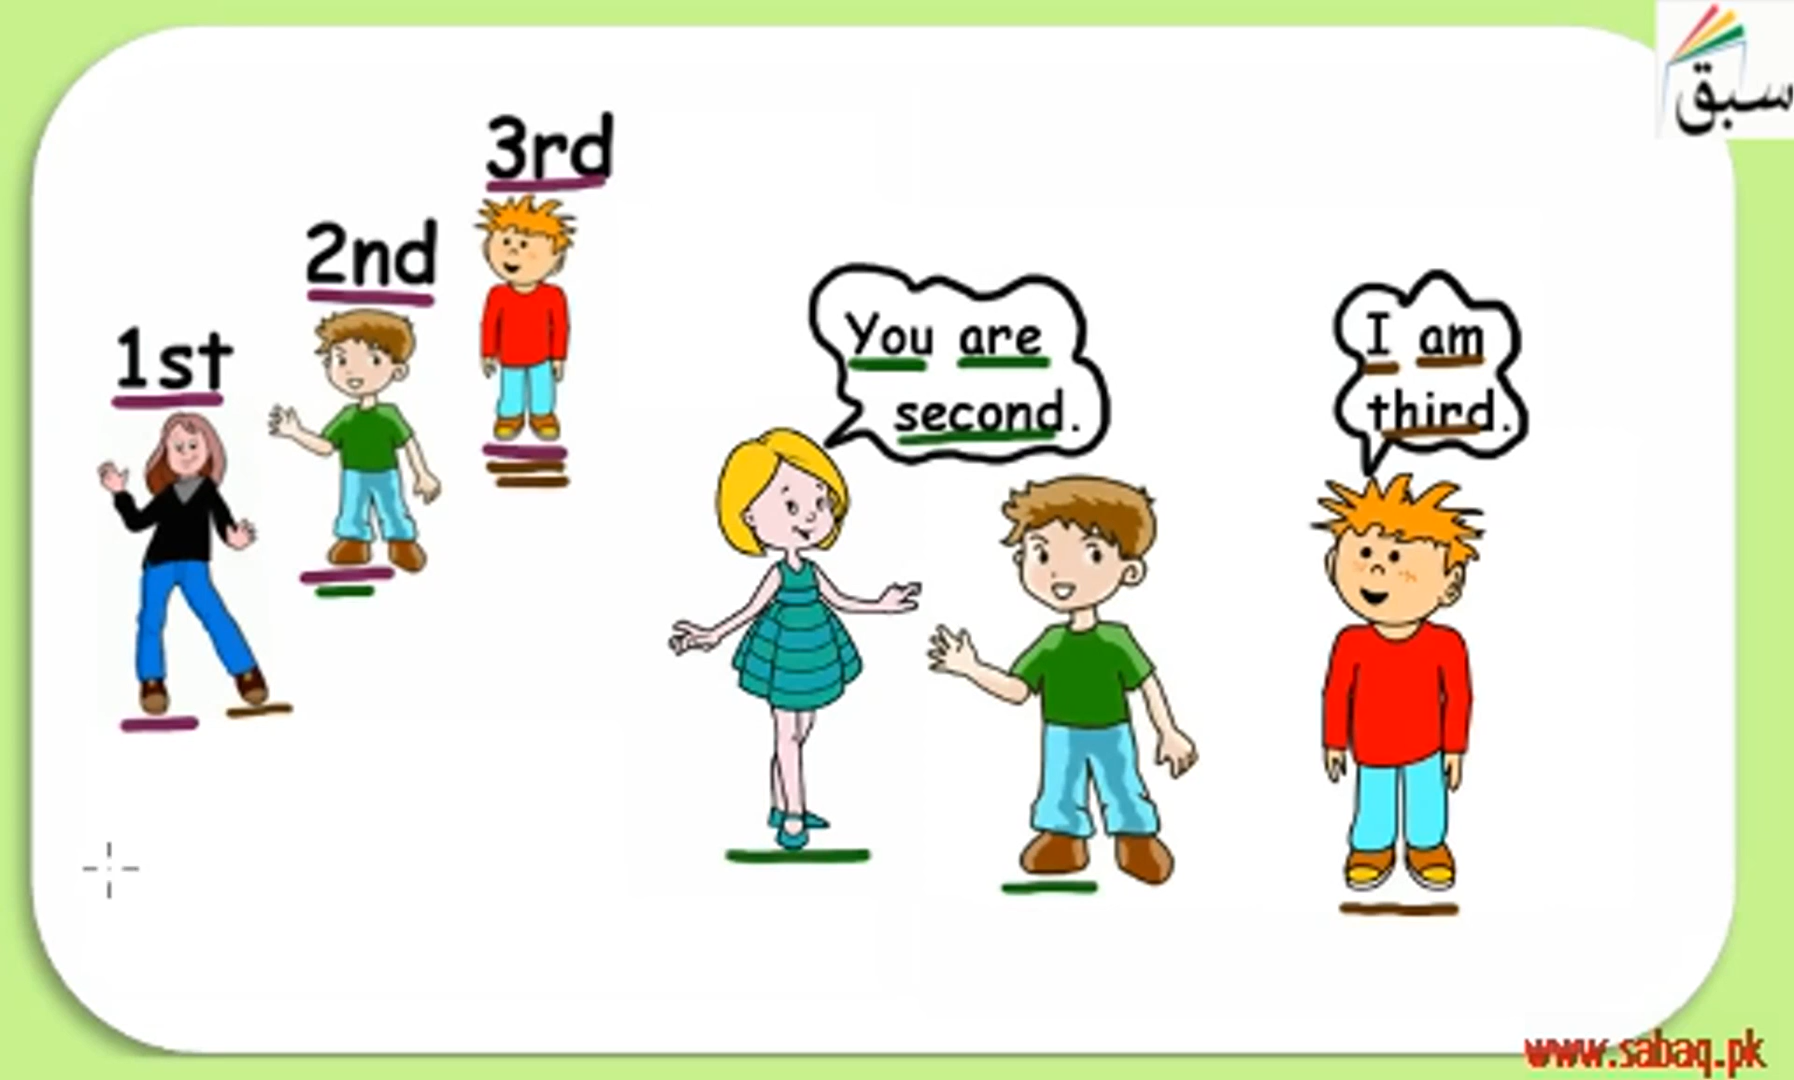 سبق
3rd
2nd
1st
You are
second.
I am
third.
www.sabaq.pk